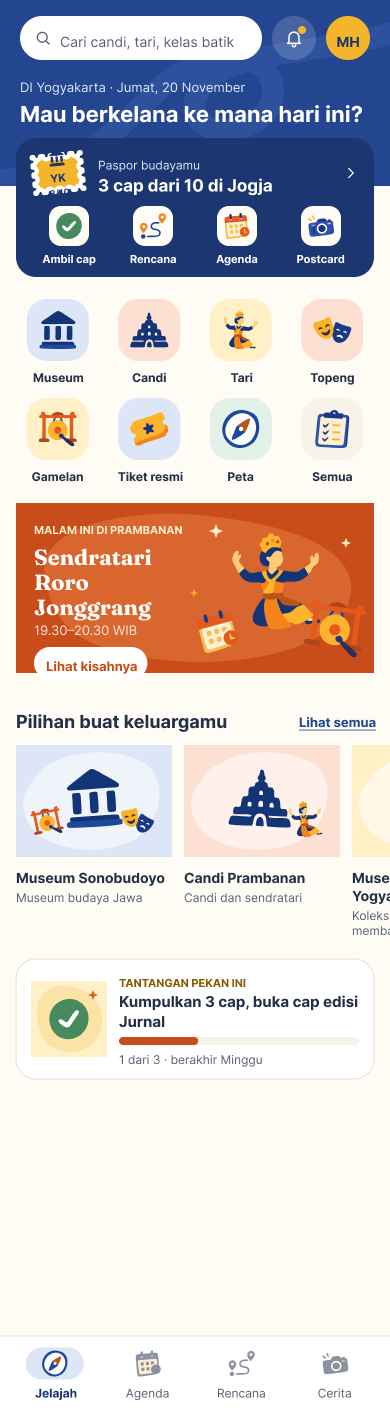 Cari candi, tari, kelas batik
MH
DI Yogyakarta · Jumat, 20 November
Mau berkelana ke mana hari ini?
YK
Paspor budayamu
3 cap dari 10 di Jogja
Ambil cap
Rencana
Agenda
Postcard
Museum
Candi
Tari
Topeng
Gamelan
Tiket resmi
Peta
Semua
MALAM INI DI PRAMBANAN
Sendratari
Roro
Jonggrang
19.30–20.30 WIB
Lihat kisahnya
Pilihan buat keluargamu
Lihat semua
Museum Sonobudoyo
Museum budaya Jawa
Candi Prambanan
Candi dan sendratari
TANTANGAN PEKAN INI
Kumpulkan 3 cap, buka cap edisi
Jurnal
1 dari 3 · berakhir Minggu
Jelajah
Agenda
Rencana
Cerita